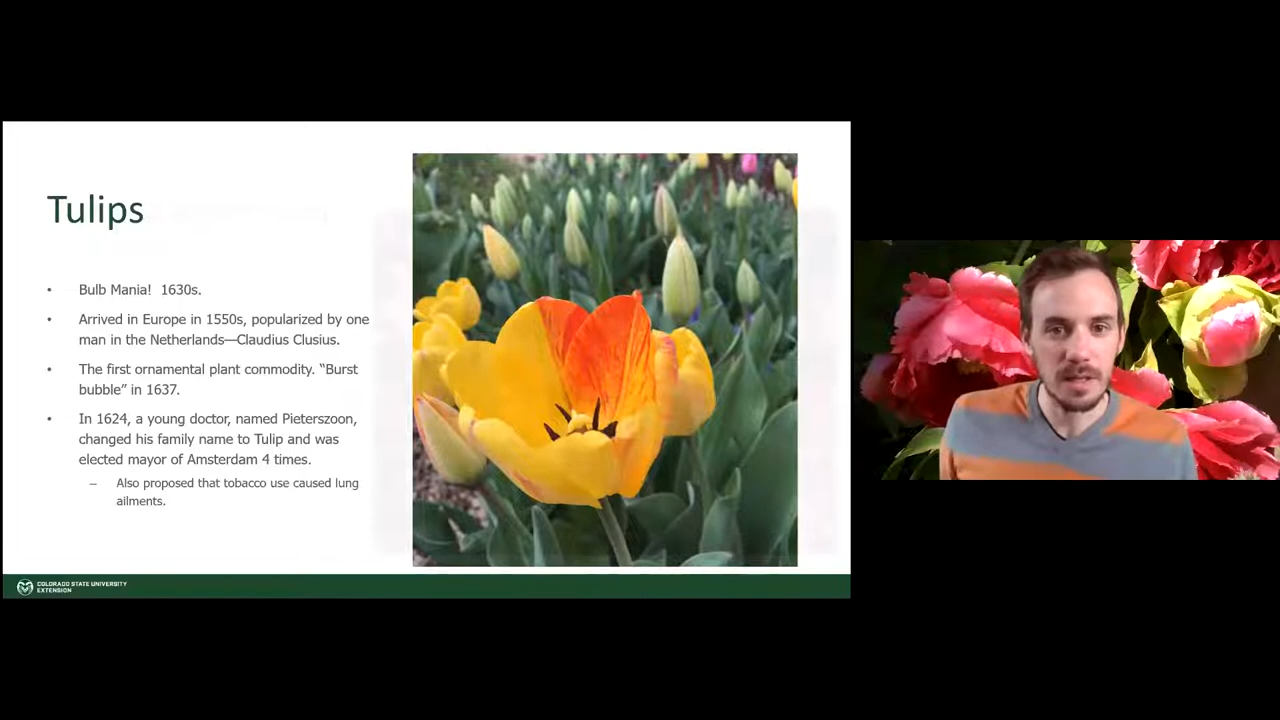 Tulips
• Bulb Mania!  1630s.
• Arrived in Europe in 1550s, popularized by one
man in the Netherlands—Claudius Clusius.
• The first ornamental plant commodity. “Burst
bubble” in 1637.
• In 1624, a young doctor, named Pieterszoon,
changed his family name to Tulip and was
elected mayor of Amsterdam 4 times.
– Also proposed that tobacco use caused lung
ailments.
COLORADO STATE UNIVERSITY
EXTENSION